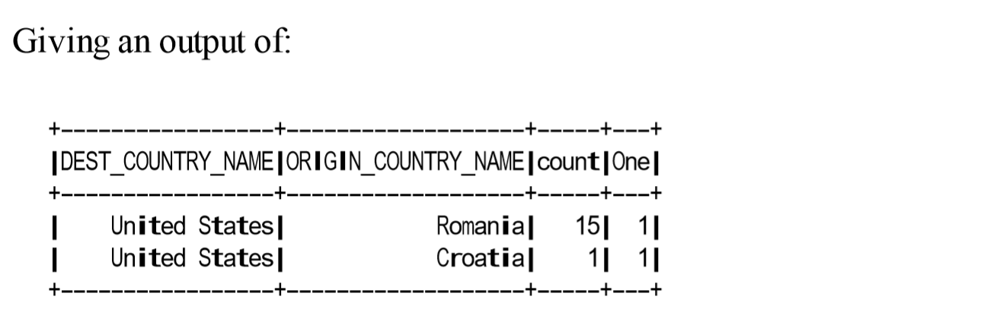 Giving an output of:
+-----------------+-------------------+-----+---+
|DEST_COUNTRY_NAME|ORIGIN_COUNTRY_NAME|count|One|
+-----------------+-------------------+-----+---+
|    United States|            Romania|   15|  1|
|    United States|            Croatia|    1|  1|
+-----------------+-------------------+-----+---+